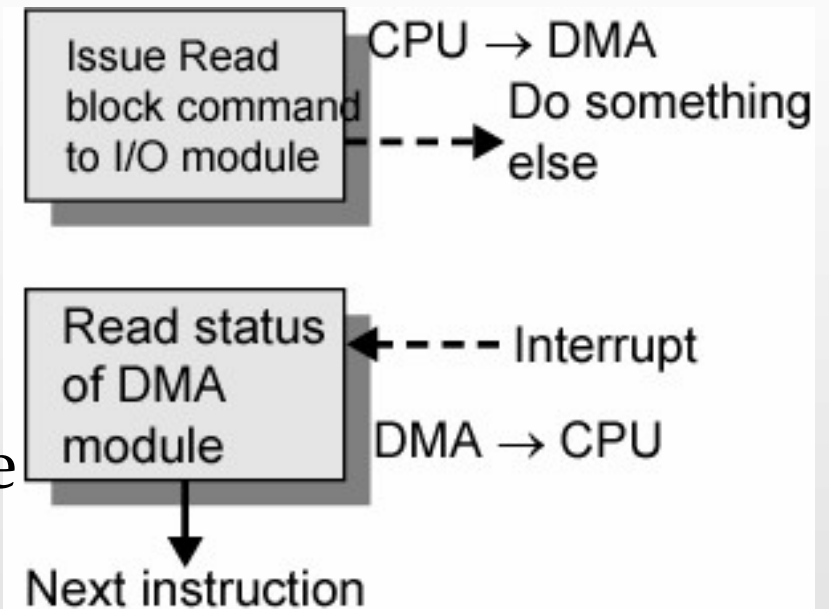 Issue Read
block command
to I/O module
CPU → DMA
Do something
else
Read status
of DMA
module
Interrupt
DMA → CPU
e
Next instruction